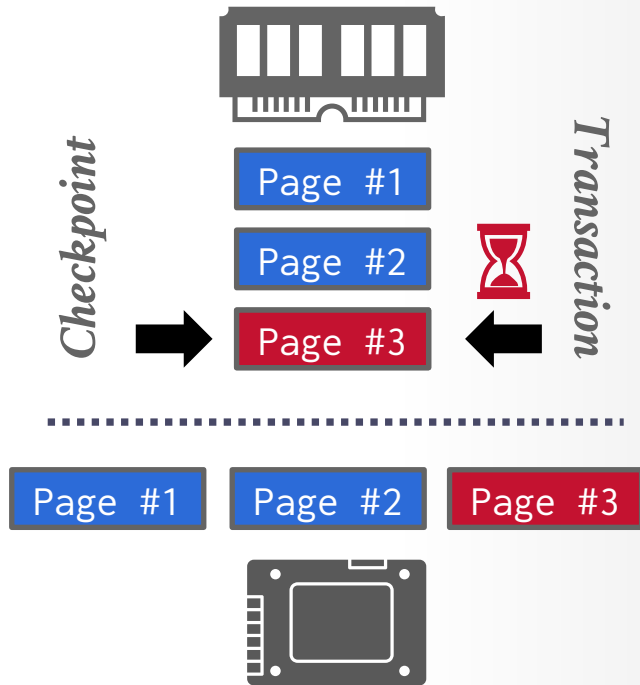 Checkpoint
Transaction
Page #1
Page #2
Page #3
Page #1
Page #2
Page #3